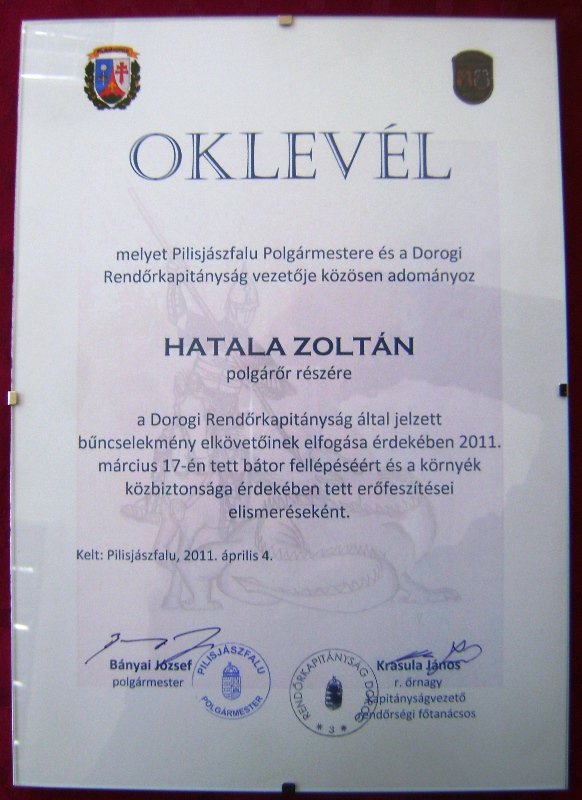 OKLEVÉL
melyet Pilisjászfalu Polgármestere és a Dorogi
Rendőrkapitányság vezetője közösen adományoz
HATALA ZOLTÁN
polgárőr részére
a Dorogi Rendőrkapitányság által jelzett
bűncselekmény elkövetőinek elfogása érdekében 2011.
március 17-én tett bátor fellépéséért és a környék
közbiztonsága érdekében tett erőfeszítései
elismeréseként.
Kelt: Pilisjászfalu, 2011. április 4.
Bányai József
polgármester
PILISJÁSZFALU
POLGÁRMESTER
RENDŐRKAPITÁNYSÁG DOROG
* 3 *
Krasula János
r. őrnagy
kapitányságvezető
rendőrségi főtanácsos